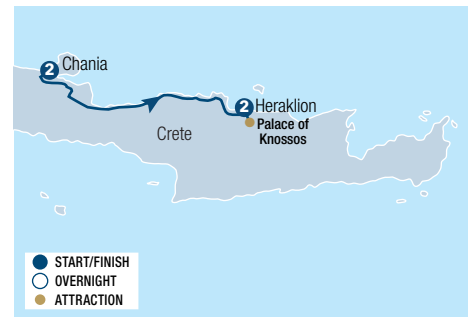 2 Chania
2 Heraklion
Palace of
Knossos
Crete
START/FINISH
OVERNIGHT
ATTRACTION